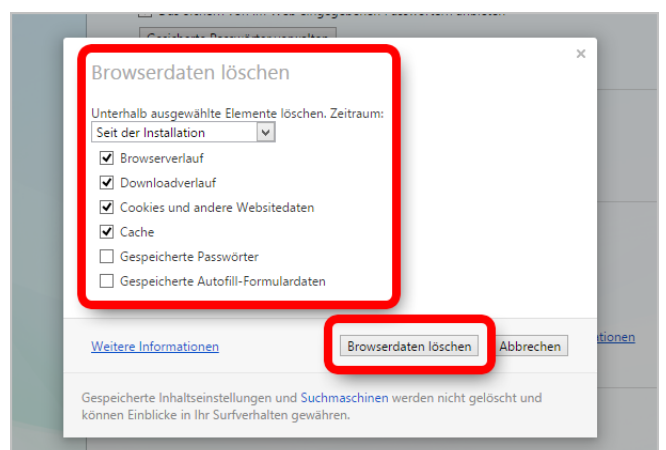 Browserdaten löschen
×
Unterhalb ausgewählte Elemente löschen. Zeitraum:
Seit der Installation
Browserverlauf
Downloadverlauf
Cookies und andere Websitedaten
Cache
Gespeicherte Passwörter
Gespeicherte Autofill-Formulardaten
tionen
Weitere Informationen Browserdaten löschen Abbrechen
Gespeicherte Inhaltseinstellungen und Suchmaschinen werden nicht gelöscht und
können Einblicke in Ihr Surfverhalten gewähren.